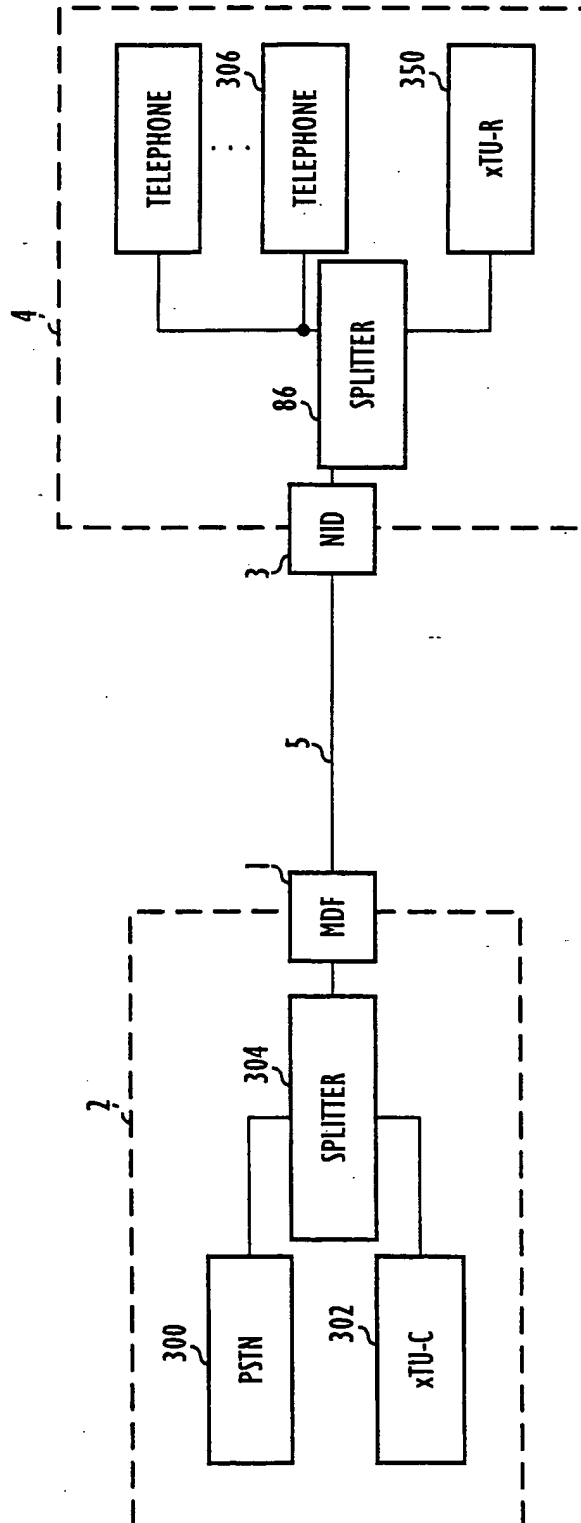 2
300
PSTN
302
xTU-C
304
SPLITTER
1
MDF
5
3
NID
4
86
SPLITTER
TELEPHONE
306
TELEPHONE
350
xTU-R